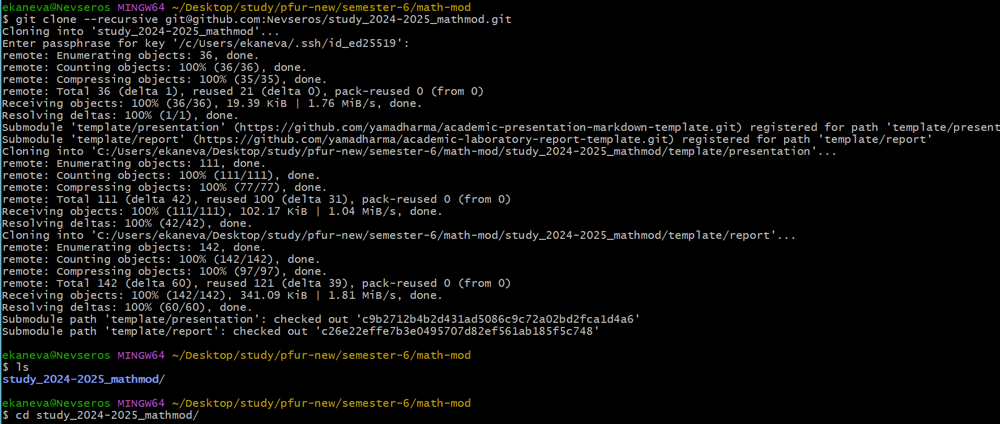 ekaneva@Nevseros MINGW64 ~/Desktop/study/pfur-new/semester-6/math-mod
$ git clone --recursive git@github.com:Nevseros/study_2024-2025_mathmod.git
Cloning into 'study_2024-2025_mathmod'...
Enter passphrase for key '/c/Users/ekaneva/.ssh/id_ed25519':
remote: Enumerating objects: 36, done.
remote: Counting objects: 100% (36/36), done.
remote: Compressing objects: 100% (35/35), done.
remote: Total 36 (delta 1), reused 21 (delta 0), pack-reused 0 (from 0)
Receiving objects: 100% (36/36), 19.39 KiB | 1.76 MiB/s, done.
Resolving deltas: 100% (1/1), done.
Submodule 'template/presentation' (https://github.com/yamadharma/academic-presentation-markdown-template.git) registered for path 'template/present
Submodule 'template/report' (https://github.com/yamadharma/academic-laboratory-report-template.git) registered for path 'template/report'
Cloning into 'C:/Users/ekaneva/Desktop/study/pfur-new/semester-6/math-mod/study_2024-2025_mathmod/template/presentation'...
remote: Enumerating objects: 111, done.
remote: Counting objects: 100% (111/111), done.
remote: Compressing objects: 100% (77/77), done.
remote: Total 111 (delta 42), reused 100 (delta 31), pack-reused 0 (from 0)
Receiving objects: 100% (111/111), 102.17 KiB | 1.04 MiB/s, done.
Resolving deltas: 100% (42/42), done.
Cloning into 'C:/Users/ekaneva/Desktop/study/pfur-new/semester-6/math-mod/study_2024-2025_mathmod/template/report'...
remote: Enumerating objects: 142, done.
remote: Counting objects: 100% (142/142), done.
remote: Compressing objects: 100% (97/97), done.
remote: Total 142 (delta 60), reused 121 (delta 39), pack-reused 0 (from 0)
Receiving objects: 100% (142/142), 341.09 KiB | 1.81 MiB/s, done.
Resolving deltas: 100% (60/60), done.
Submodule path 'template/presentation': checked out 'c9b2712b4b2d431ad5086c9c72a02bd2fca1d4a6'
Submodule path 'template/report': checked out 'c26e22effe7b3e0495707d82ef561ab185f5c748'
ekaneva@Nevseros MINGW64 ~/Desktop/study/pfur-new/semester-6/math-mod
$ ls
study_2024-2025_mathmod/
ekaneva@Nevseros MINGW64 ~/Desktop/study/pfur-new/semester-6/math-mod
$ cd study_2024-2025_mathmod/